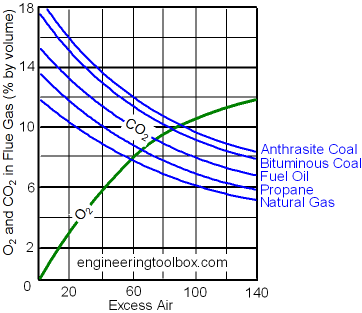 O2 and CO2 in Flue Gas (% by volume)
18
14
10
6
2
0
CO2
O2
Anthrasite Coal
Bituminous Coal
Fuel Oil
Propane
Natural Gas
engineeringtoolbox.com
20
60
100
140
Excess Air